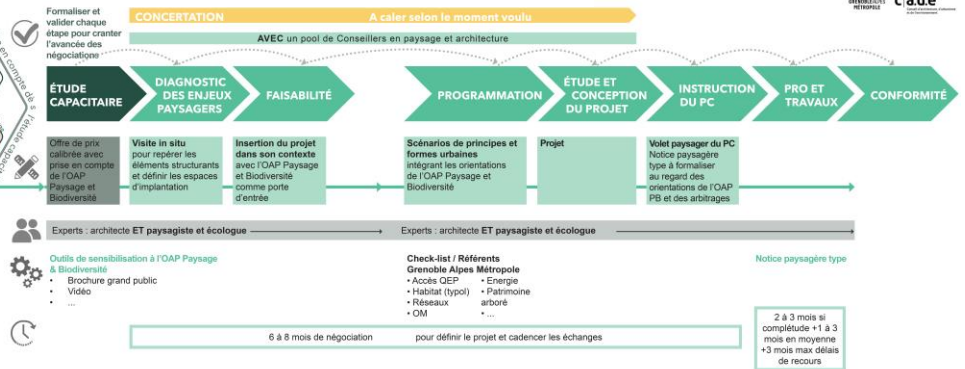 Formaliser et
valider chaque
étape pour cranter
l'avancée des
négociations
CONCERTATION
A caler selon le moment voulu
AVEC un pool de Conseillers en paysage et architecture
GRENOBLEALPES
MÉTROPOLE
c|a.u.e
en compte dès
l'étude capaci
ÉTUDE
CAPACITAIRE
DIAGNOSTIC
DES ENJEUX
PAYSAGERS
FAISABILITÉ
PROGRAMMATION
ÉTUDE ET
CONCEPTION
DU PROJET
INSTRUCTION
DU PC
PRO ET
TRAVAUX
CONFORMITÉ
Offre de prix
calibrée avec
prise en compte
de l'OAP
Paysage et
Biodiversité
Visite in situ
pour repérer les
éléments structurants
et définir les espaces
d'implantation
Insertion du projet
dans son contexte
avec l'OAP Paysage
et Biodiversité
comme porte
d'entrée
Scénarios de principes et
formes urbaines
intégrant les orientations
de l'OAP Paysage et
Biodiversité
Projet
Volet paysager du PC
Notice paysagère
type à formaliser
au regard des
orientations de l'OAP
PB et des arbitrages
Experts : architecte ET paysagiste et écologue
Experts : architecte ET paysagiste et écologue
Outils de sensibilisation à l'OAP Paysage
& Biodiversité
• Brochure grand public
• Vidéo
• ...
Check-list / Référents
Grenoble Alpes Métropole
• Accès QEP • Energie
• Habitat (typol) • Patrimoine
• Réseaux arboré
• OM • ...
Notice paysagère type
6 à 8 mois de négociation pour définir le projet et cadencer les échanges
2 à 3 mois si
complétude +1 à 3
mois en moyenne
+3 mois max délais
de recours